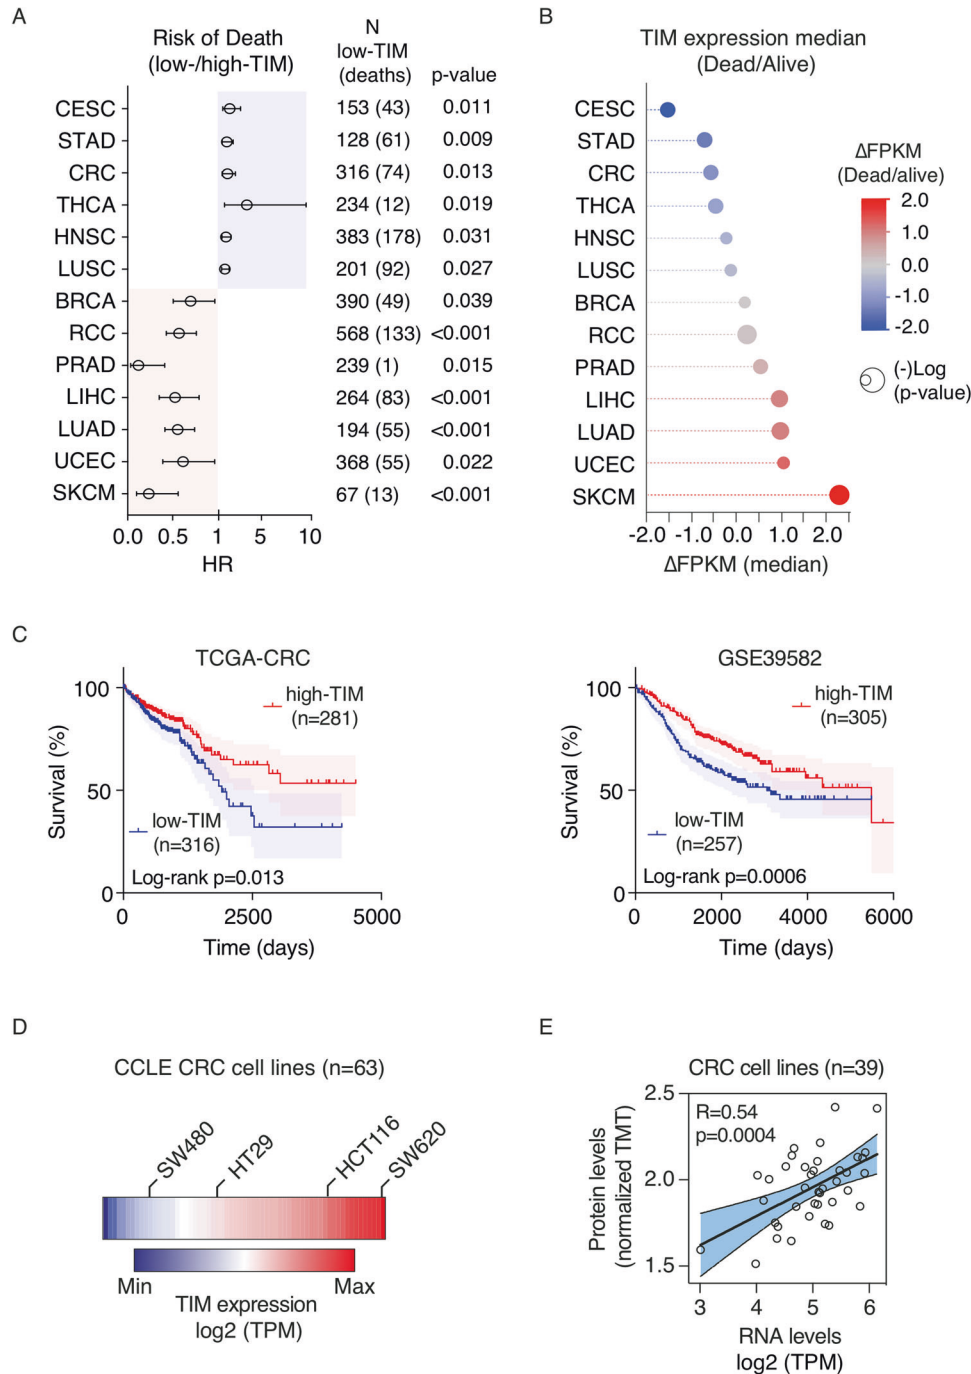 A
Risk of Death
(low-/high-TIM)
N
low-TIM
(deaths)
p-value
CESC 153 (43) 0.011
STAD 128 (61) 0.009
CRC 316 (74) 0.013
THCA 234 (12) 0.019
HNSC 383 (178) 0.031
LUSC 201 (92) 0.027
BRCA 390 (49) 0.039
RCC 568 (133) <0.001
PRAD 239 (1) 0.015
LIHC 264 (83) <0.001
LUAD 194 (55) <0.001
UCEC 368 (55) 0.022
SKCM 67 (13) <0.001
0.0 0.5 1 5 10
HR
B
TIM expression median
(Dead/Alive)
CESC
STAD
CRC
THCA
HNSC
LUSC
BRCA
RCC
PRAD
LIHC
LUAD
UCEC
SKCM
-2.0 -1.0 0.0 1.0 2.0
ΔFPKM (median)
ΔFPKM
(Dead/alive)
2.0
1.0
0.0
-1.0
-2.0
(-)Log
(p-value)
C
TCGA-CRC
100
50
0
Survival (%)
high-TIM
(n=281)
low-TIM
(n=316)
Log-rank p=0.013
0 2500 5000
Time (days)
GSE39582
100
50
0
Survival (%)
high-TIM
(n=305)
low-TIM
(n=257)
Log-rank p=0.0006
0 2000 4000 6000
Time (days)
D
CCLE CRC cell lines (n=63)
SW480
HT29
HCT116
SW620
Min Max
TIM expression
log2 (TPM)
E
CRC cell lines (n=39)
2.5
2.0
1.5
Protein levels
(normalized TMT)
R=0.54
p=0.0004
3 4 5 6
RNA levels
log2 (TPM)